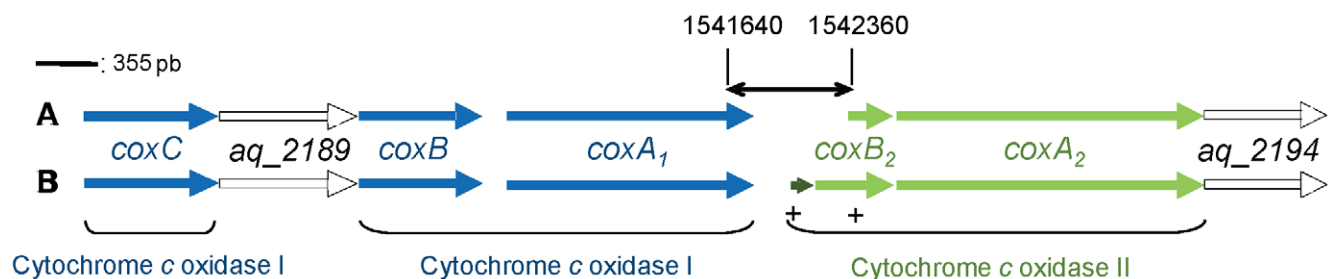 1541640 1542360
: 355 pb
A
coxC aq_2189 coxB coxA1 coxB2 coxA2 aq_2194
B
+ +
Cytochrome c oxidase I Cytochrome c oxidase I Cytochrome c oxidase II